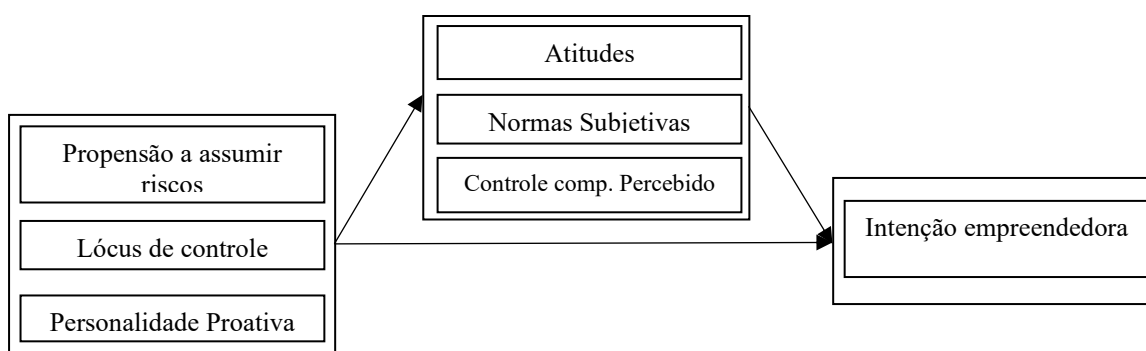 Atitudes
Normas Subjetivas
Controle comp. Percebido
Propensão a assumir
riscos
Lócus de controle
Personalidade Proativa
Intenção empreendedora